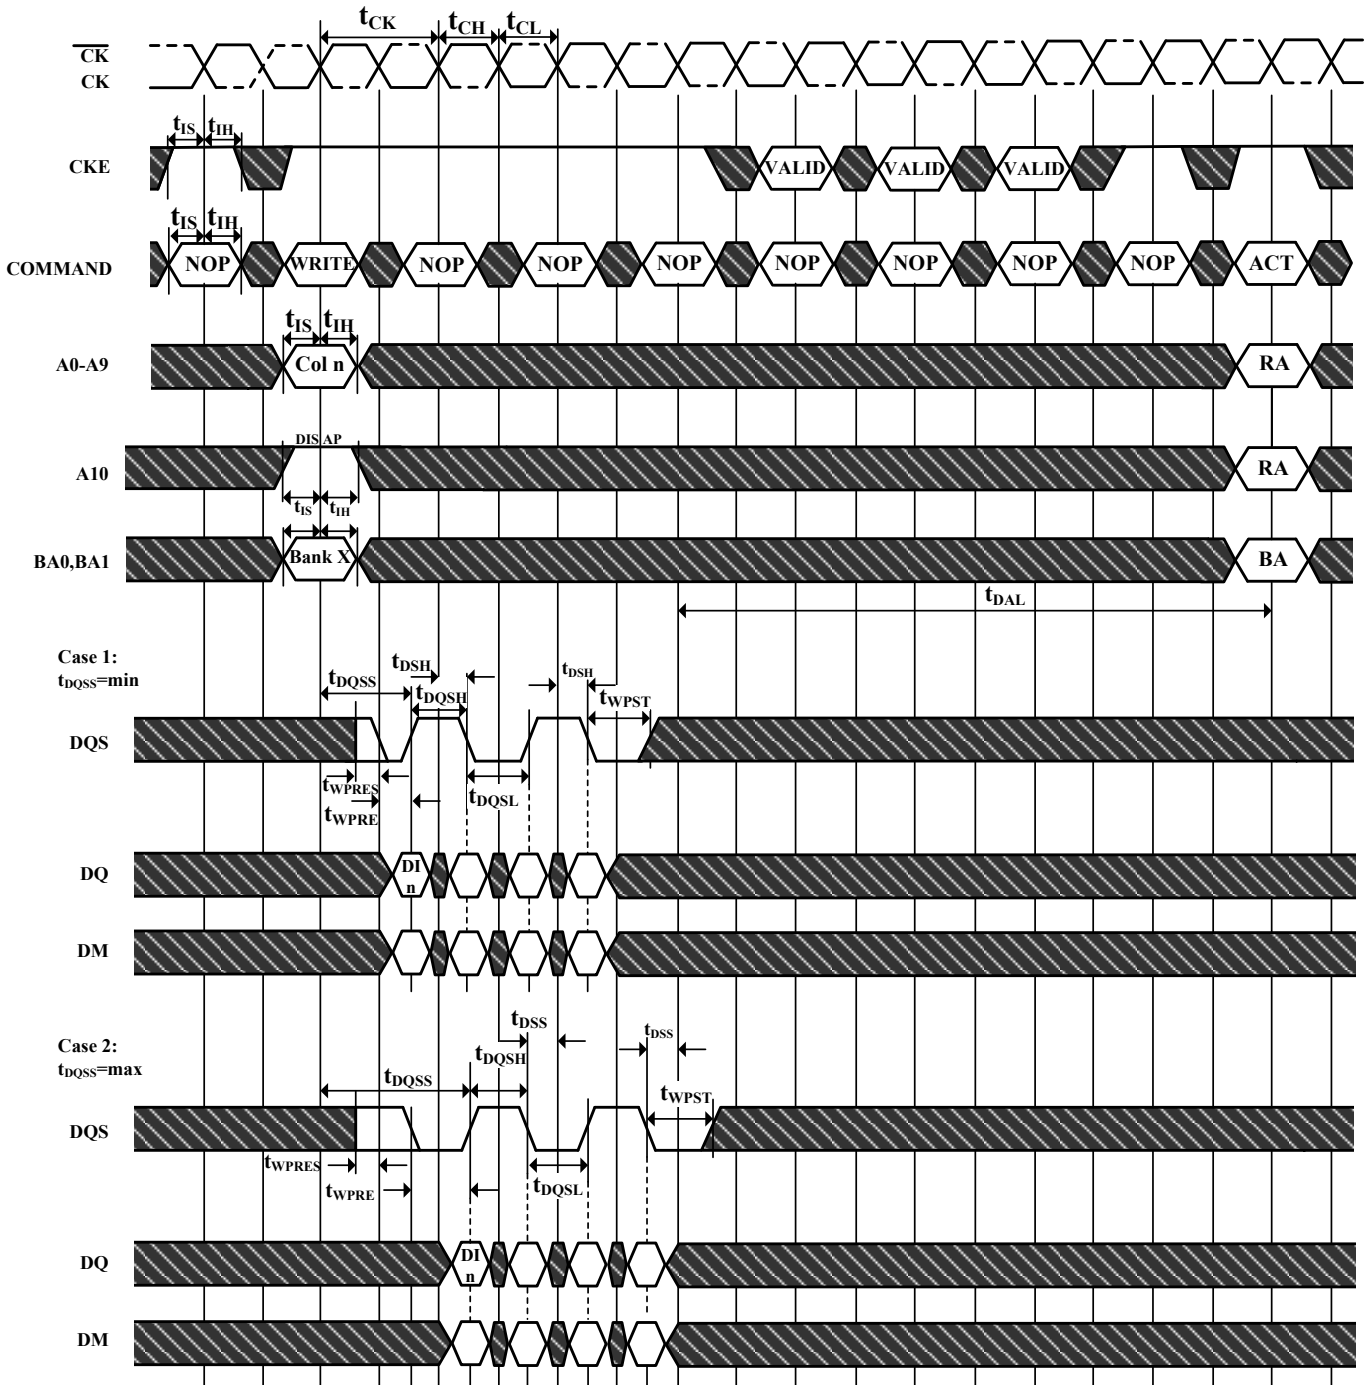 tCK tCH tCL
CK
CK
tIS tIH
CKE VALID VALID VALID
tIS tIH
COMMAND NOP WRITE NOP NOP NOP NOP NOP NOP NOP ACT
tIS tIH
A0-A9 Col n RA
DIS AP
A10 RA
tIS tIH
BA0,BA1 Bank X BA
tDAL
Case 1:
tDQSS=min
tDSH tDSH
tDQSS tDQSH tWPST
DQS
tWPRES tDQSL
tWPRE
DQ DI n
DM
tDSS tDSS
Case 2:
tDQSS=max
tDQSH
tDQSS tWPST
DQS
tWPRES
tWPRE tDQSL
DQ DI n
DM